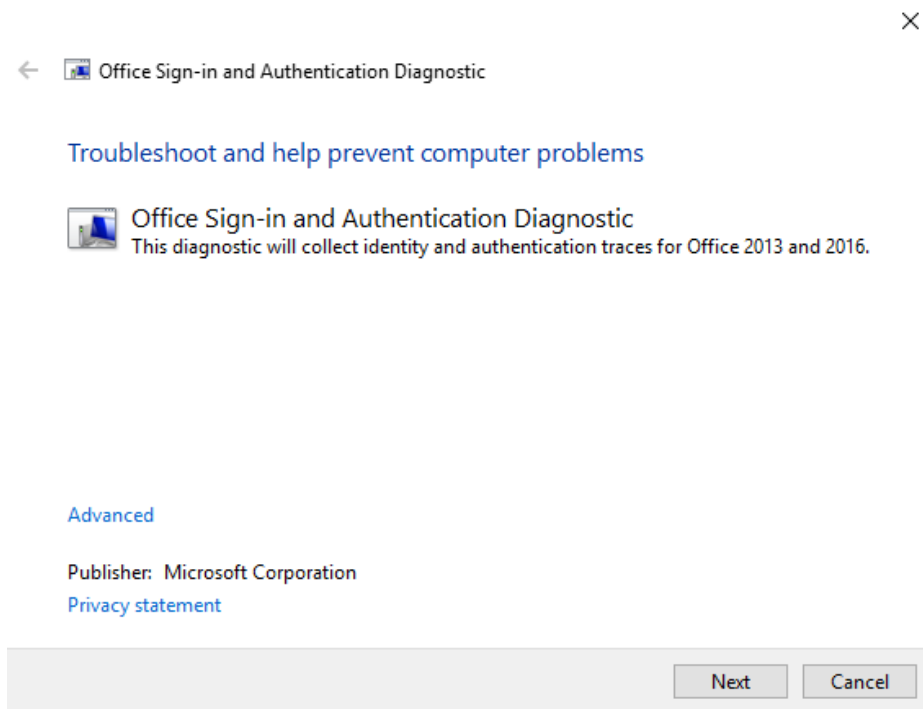 Office Sign-in and Authentication Diagnostic
Troubleshoot and help prevent computer problems
Office Sign-in and Authentication Diagnostic
This diagnostic will collect identity and authentication traces for Office 2013 and 2016.
Advanced
Publisher: Microsoft Corporation
Privacy statement
Next Cancel